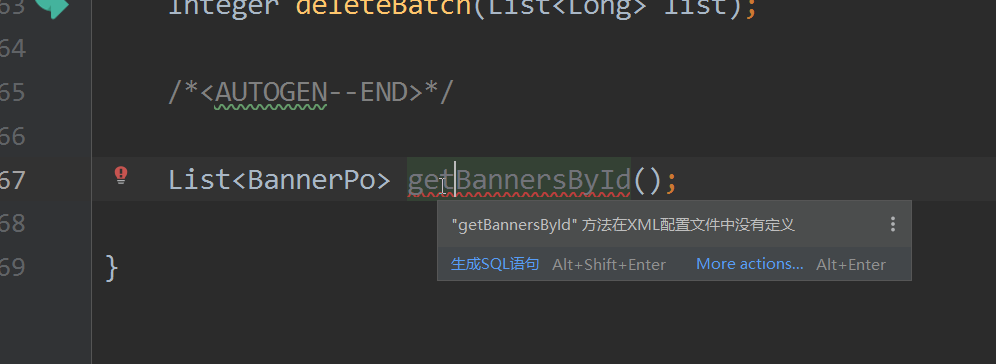 63 Integer deleteBatch(List<Long> list);
64
65 /*<AUTOGEN--END>*/
66
67 List<BannerPo> getBannersById();
68
"getBannersById" 方法在XML配置文件中没有定义
生成SQL语句 Alt+Shift+Enter More actions... Alt+Enter
69 }